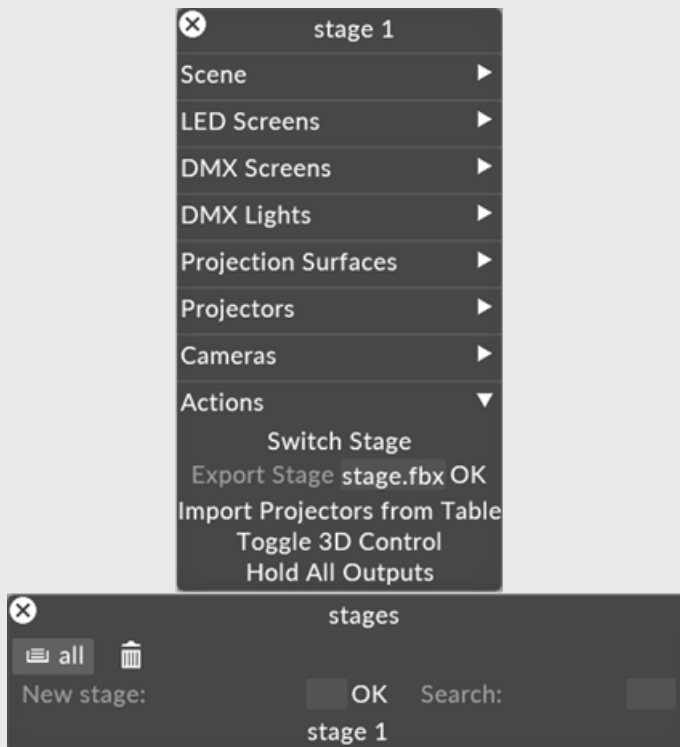 stage 1
Scene
LED Screens
DMX Screens
DMX Lights
Projection Surfaces
Projectors
Cameras
Actions
Switch Stage
Export Stage stage.fbx OK
Import Projectors from Table
Toggle 3D Control
Hold All Outputs
stages
all
New stage: OK Search:
stage 1